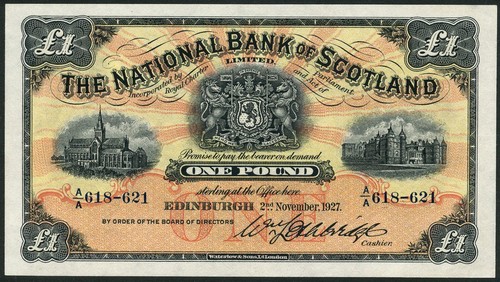 £1 £1
THE NATIONAL BANK OF SCOTLAND
LIMITED.
Incorporated by Royal Charter and Act of Parliament
Promise to pay the bearer on demand
ONE POUND
A/A 618-621 A/A 618-621
sterling at the Office here.
EDINBURGH 2nd November, 1927.
BY ORDER OF THE BOARD OF DIRECTORS
Cashier.
ONE
£1 £1
Waterlow & Sons, Ld London